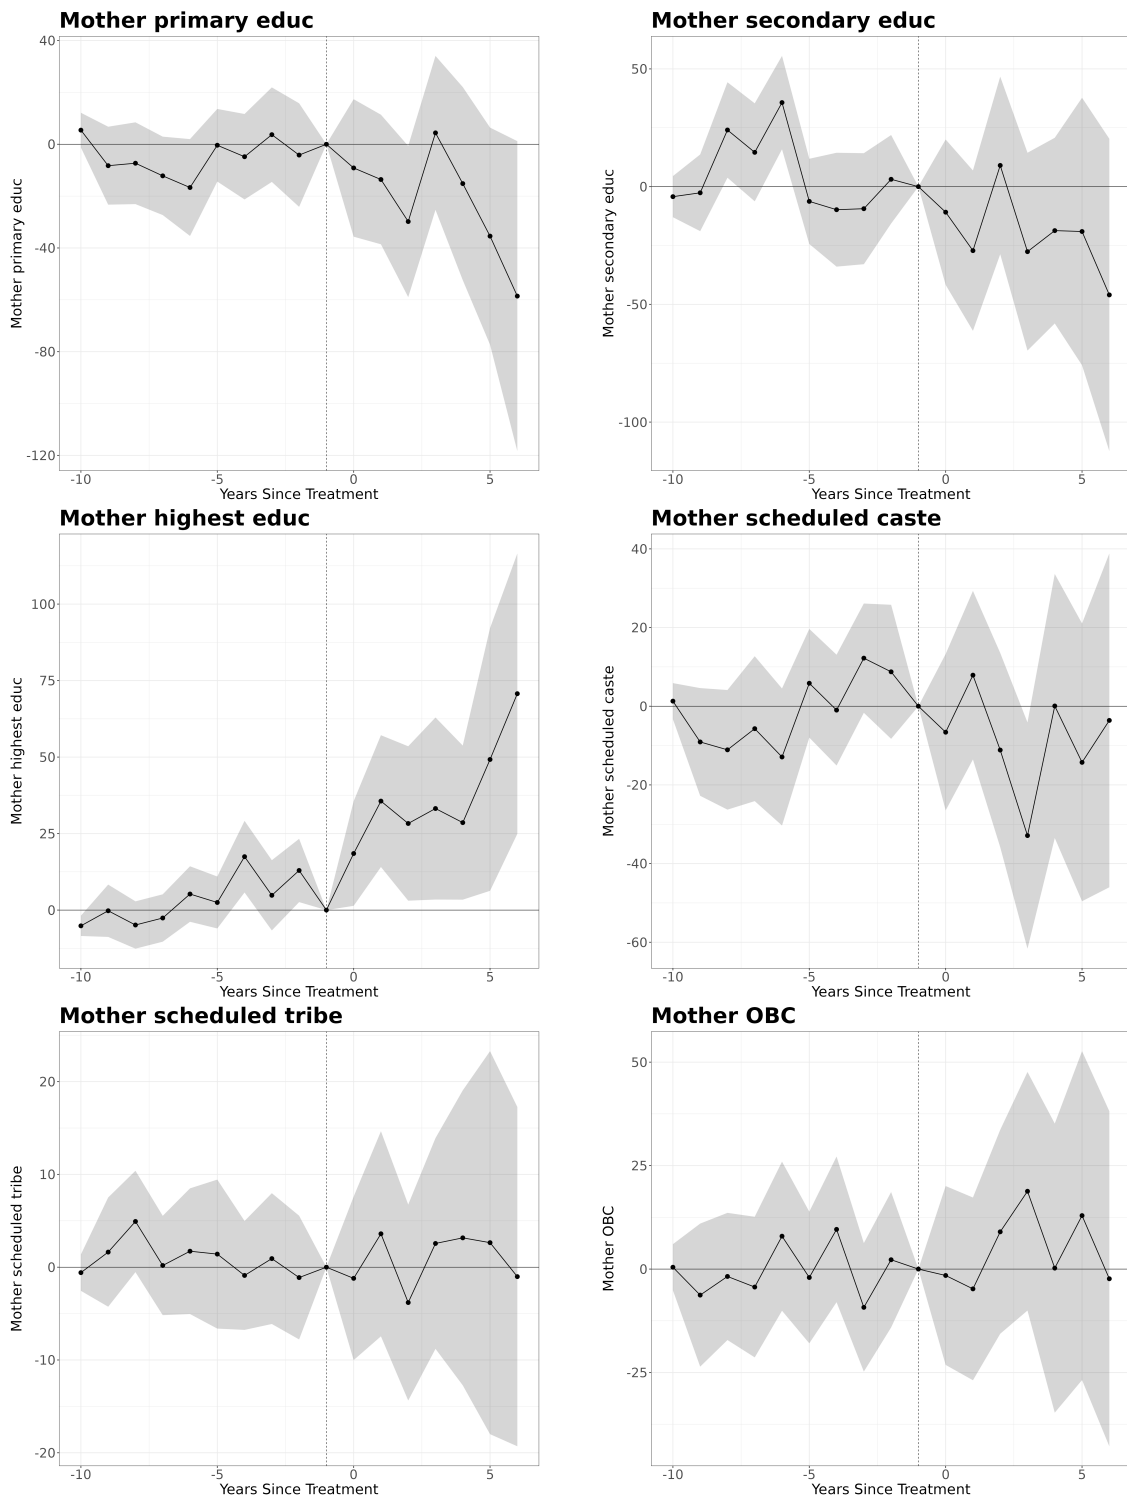 Mother primary educ
40
0
-40
-80
-120
Mother primary educ
-10
-5
0
5
Years Since Treatment
Mother secondary educ
50
0
-50
-100
Mother secondary educ
-10
-5
0
5
Years Since Treatment
Mother highest educ
100
75
50
25
0
Mother highest educ
-10
-5
0
5
Years Since Treatment
Mother scheduled caste
40
20
0
-20
-40
-60
Mother scheduled caste
-10
-5
0
5
Years Since Treatment
Mother scheduled tribe
20
10
0
-10
-20
Mother scheduled tribe
-10
-5
0
5
Years Since Treatment
Mother OBC
50
25
0
-25
Mother OBC
-10
-5
0
5
Years Since Treatment